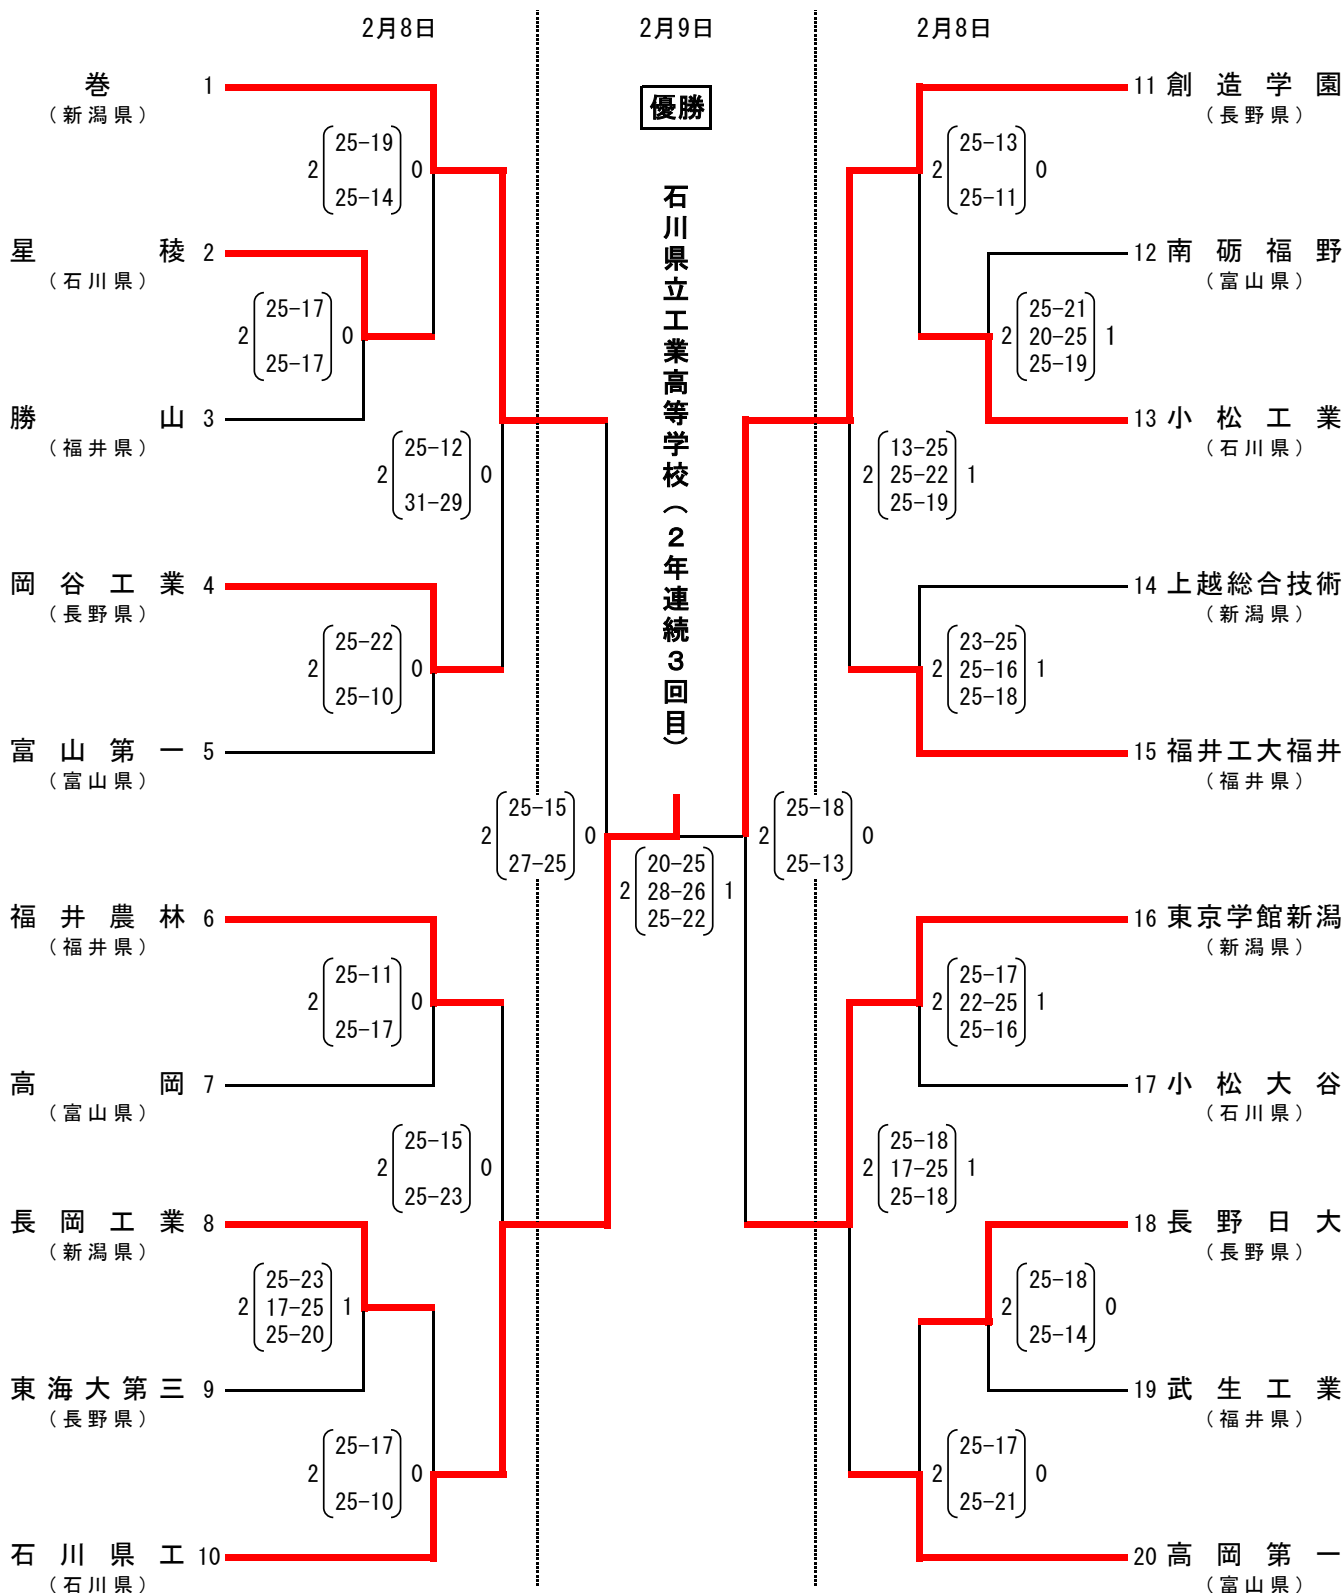 2月8日
2月9日
2月8日
優勝
石川県立工業高等学校（2年連続3回目）
巻 1
（新潟県）
2 25-19 0
25-14
星稜 2
（石川県）
2 25-17 0
25-17
勝山 3
（福井県）
2 25-12 0
31-29
岡谷工業 4
（長野県）
2 25-22 0
25-10
富山第一 5
（富山県）
2 25-15 0
27-25
福井農林 6
（福井県）
2 25-11 0
25-17
高岡 7
（富山県）
2 25-15 0
25-23
長岡工業 8
（新潟県）
25-23
2 17-25 1
25-20
東海大第三 9
（長野県）
2 25-17 0
25-10
石川県工 10
（石川県）
20-25
2 28-26 1
25-22
11 創造学園
（長野県）
2 25-13 0
25-11
12 南砺福野
（富山県）
25-21
2 20-25 1
25-19
13 小松工業
（石川県）
13-25
2 25-22 1
25-19
14 上越総合技術
（新潟県）
23-25
2 25-16 1
25-18
15 福井工大福井
（福井県）
2 25-18 0
25-13
16 東京学館新潟
（新潟県）
25-17
2 22-25 1
25-16
17 小松大谷
（石川県）
25-18
2 17-25 1
25-18
18 長野日大
（長野県）
2 25-18 0
25-14
19 武生工業
（福井県）
2 25-17 0
25-21
20 高岡第一
（富山県）